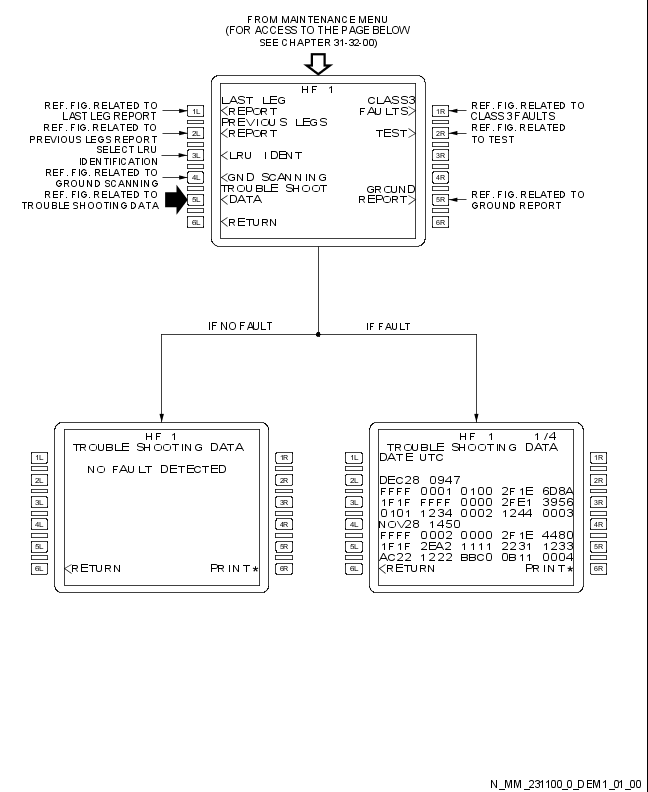 FROM MAINTENANCE MENU
(FOR ACCESS TO THE PAGE BELOW
SEE CHAPTER 31-32-00)
HF 1
LAST LEG CLASS3
<REPORT FAULTS>
PREVIOUS LEGS
<REPORT TEST>
<LRU IDENT
<GND SCANNING
TROUBLE SHOOT GROUND
<DATA REPORT>
<RETURN
REF. FIG. RELATED TO
LAST LEG REPORT
REF. FIG. RELATED TO
PREVIOUS LEGS REPORT
SELECT LRU
IDENTIFICATION
REF. FIG. RELATED TO
GROUND SCANNING
REF. FIG. RELATED TO
TROUBLE SHOOTING DATA
1L
2L
3L
4L
5L
6L
1R
2R
3R
4R
5R
6R
REF. FIG. RELATED TO
CLASS 3 FAULTS
REF. FIG. RELATED
TO TEST
REF. FIG. RELATED TO
GROUND REPORT
IF NO FAULT
IF FAULT
HF 1
TROUBLE SHOOTING DATA
NO FAULT DETECTED
<RETURN PRINT*
1L
2L
3L
4L
5L
6L
1R
2R
3R
4R
5R
6R
HF 1 1/4
TROUBLE SHOOTING DATA
DATE UTC
DEC28 0947
FFFF 0001 0100 2F1E 6D8A
1F1F FFFF 0000 2FE1 3956
0101 1234 0002 1244 0003
NOV28 1450
FFFF 0002 0000 2F1E 4480
1F1F 2EA2 1111 2231 1233
AC22 1222 BBC0 0B11 0004
<RETURN PRINT*
1L
2L
3L
4L
5L
6L
1R
2R
3R
4R
5R
6R
N_MM_231100_0_DEM1_01_00